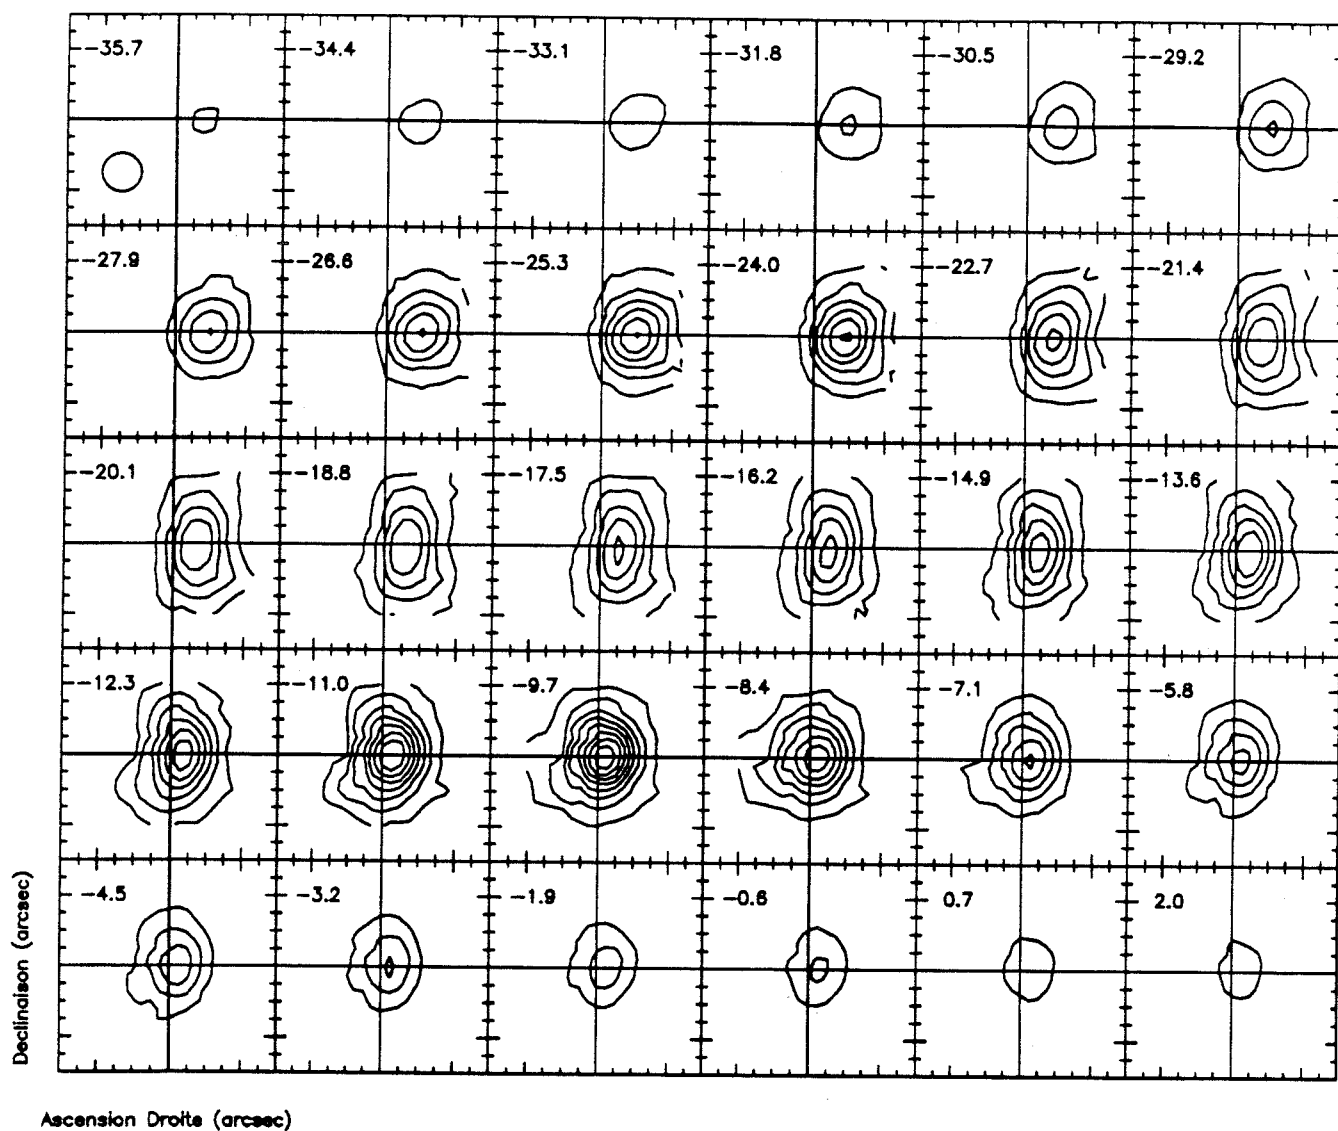 -35.7 -34.4 -33.1 -31.8 -30.5 -29.2
-27.9 -26.6 -25.3 -24.0 -22.7 -21.4
-20.1 -18.8 -17.5 -16.2 -14.9 -13.6
-12.3 -11.0 -9.7 -8.4 -7.1 -5.8
-4.5 -3.2 -1.9 -0.6 0.7 2.0
Declinaison (arcsec)
Ascension Droite (arcsec)